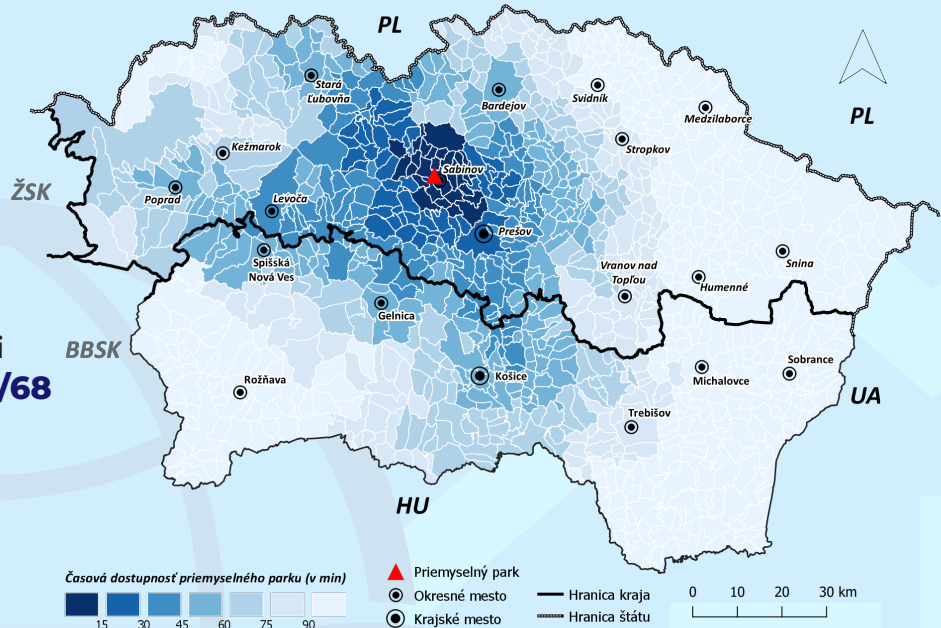 PL
Stará
Ľubovňa
Bardejov
Svidník
Medzilaborce
PL
Stropkov
Kežmarok
Sabinov
ŽSK
Poprad
Levoča
Prešov
Spišská
Nová Ves
Vranov nad
Topľou
Snina
Humenné
Gelnica
i
BBSK
/68
Rožňava
Košice
Michalovce
Sobrance
UA
Trebišov
HU
Časová dostupnosť priemyselného parku (v min)
15 30 45 60 75 90
Priemyselný park
Okresné mesto
Krajské mesto
Hranica kraja
Hranica štátu
0 10 20 30 km